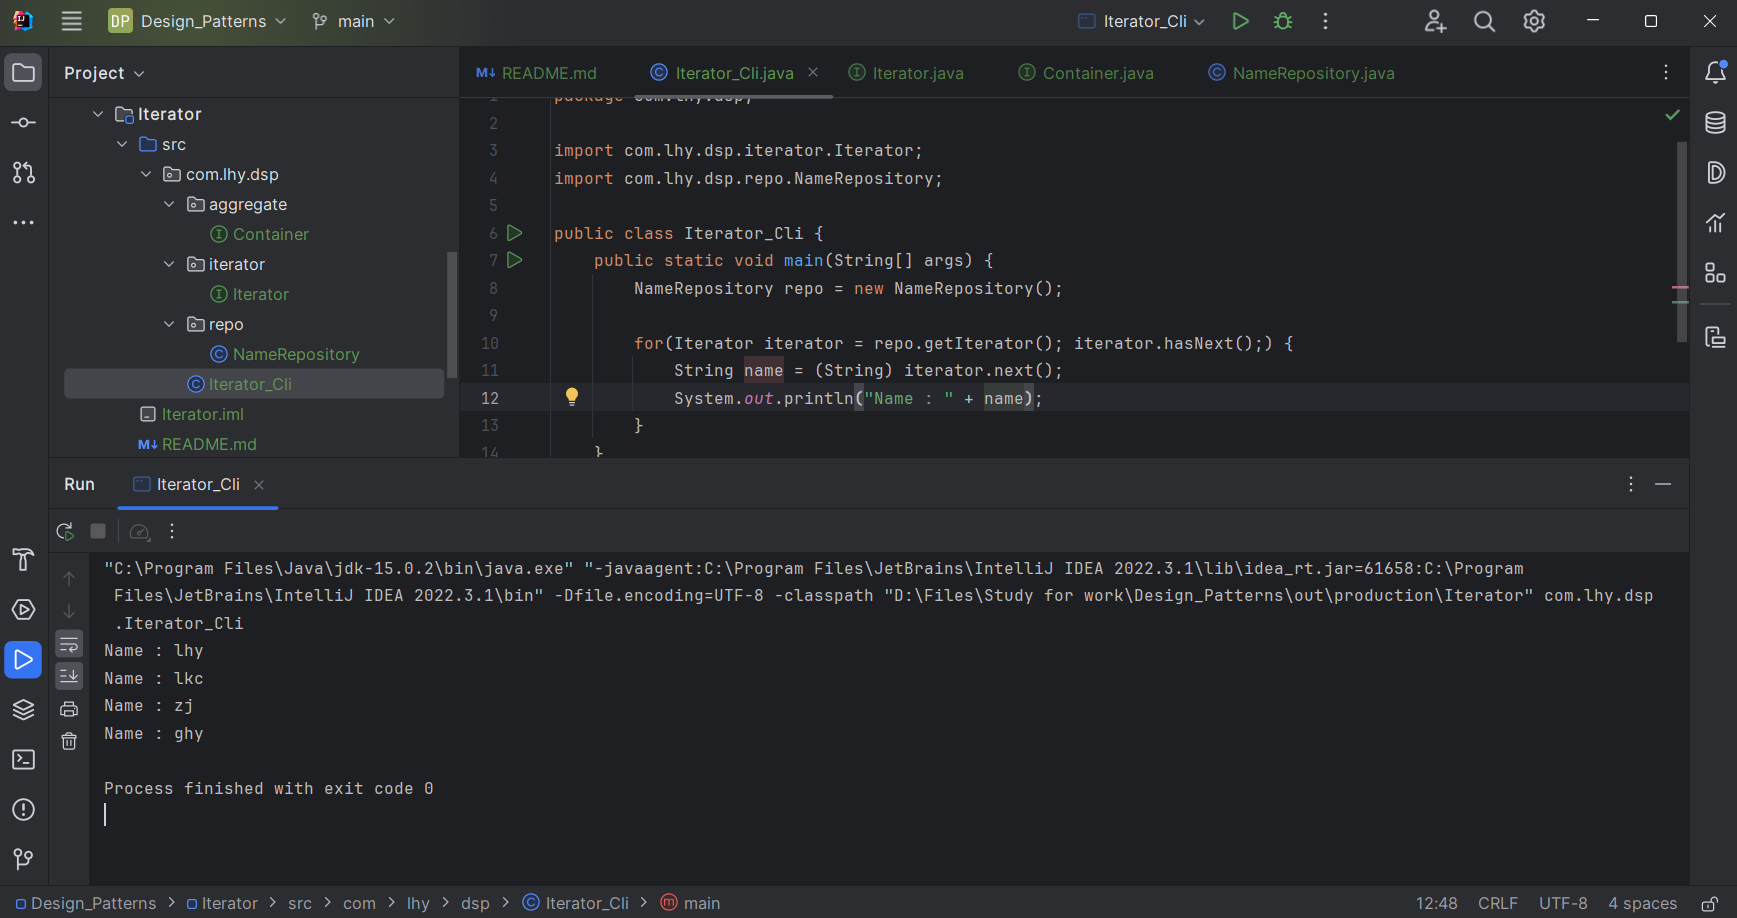 DP Design_Patterns main Iterator_Cli
Project
M↓ README.md Iterator_Cli.java Iterator.java Container.java NameRepository.java
Iterator
src
com.lhy.dsp
aggregate
Container
iterator
Iterator
repo
NameRepository
Iterator_Cli
Iterator.iml
M↓ README.md
1 package com.lhy.dsp;
2
3 import com.lhy.dsp.iterator.Iterator;
4 import com.lhy.dsp.repo.NameRepository;
5
6 public class Iterator_Cli {
7 public static void main(String[] args) {
8 NameRepository repo = new NameRepository();
9
10 for(Iterator iterator = repo.getIterator(); iterator.hasNext();) {
11 String name = (String) iterator.next();
12 System.out.println("Name : " + name);
13 }
14 }
Run Iterator_Cli
"C:\Program Files\Java\jdk-15.0.2\bin\java.exe" "-javaagent:C:\Program Files\JetBrains\IntelliJ IDEA 2022.3.1\lib\idea_rt.jar=61658:C:\Program
Files\JetBrains\IntelliJ IDEA 2022.3.1\bin" -Dfile.encoding=UTF-8 -classpath "D:\Files\Study for work\Design_Patterns\out\production\Iterator" com.lhy.dsp
.Iterator_Cli
Name : lhy
Name : lkc
Name : zj
Name : ghy
Process finished with exit code 0
Design_Patterns > Iterator > src > com > lhy > dsp > Iterator_Cli > main 12:48 CRLF UTF-8 4 spaces